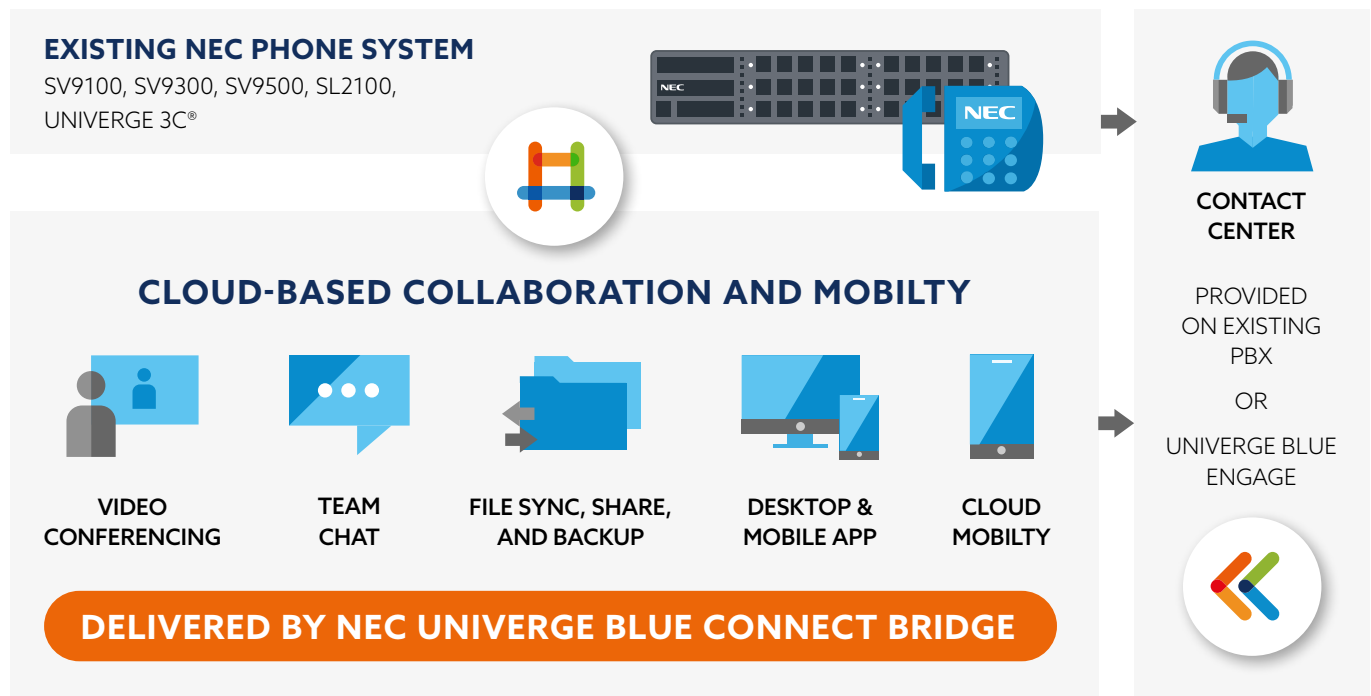 EXISTING NEC PHONE SYSTEM
SV9100, SV9300, SV9500, SL2100,
UNIVERGE 3C®
NEC
NEC
CLOUD-BASED COLLABORATION AND MOBILTY
VIDEO
CONFERENCING
TEAM
CHAT
FILE SYNC, SHARE,
AND BACKUP
DESKTOP &
MOBILE APP
CLOUD
MOBILTY
DELIVERED BY NEC UNIVERGE BLUE CONNECT BRIDGE
CONTACT
CENTER
PROVIDED
ON EXISTING
PBX
OR
UNIVERGE BLUE
ENGAGE